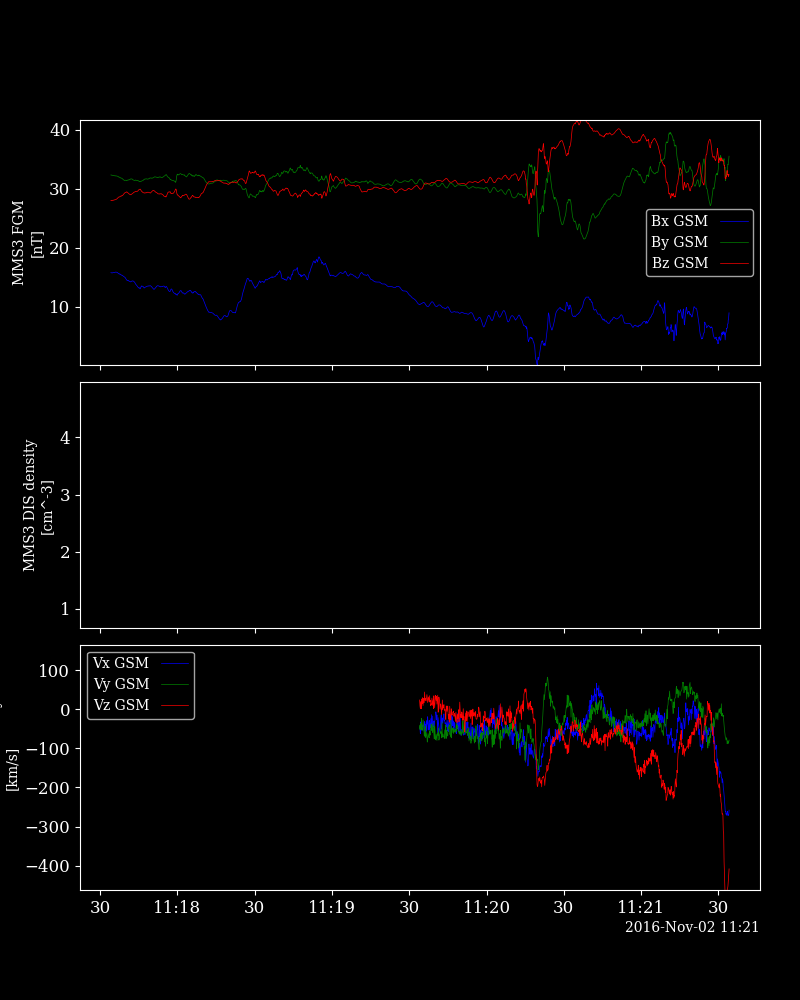 40
30
20
10
MMS3 FGM
[nT]
Bx GSM
By GSM
Bz GSM
4
3
2
1
MMS3 DIS density
[cm^-3]
100
0
−100
−200
−300
−400
[km/s]
Vx GSM
Vy GSM
Vz GSM
30 11:18 30 11:19 30 11:20 30 11:21 30
2016-Nov-02 11:21